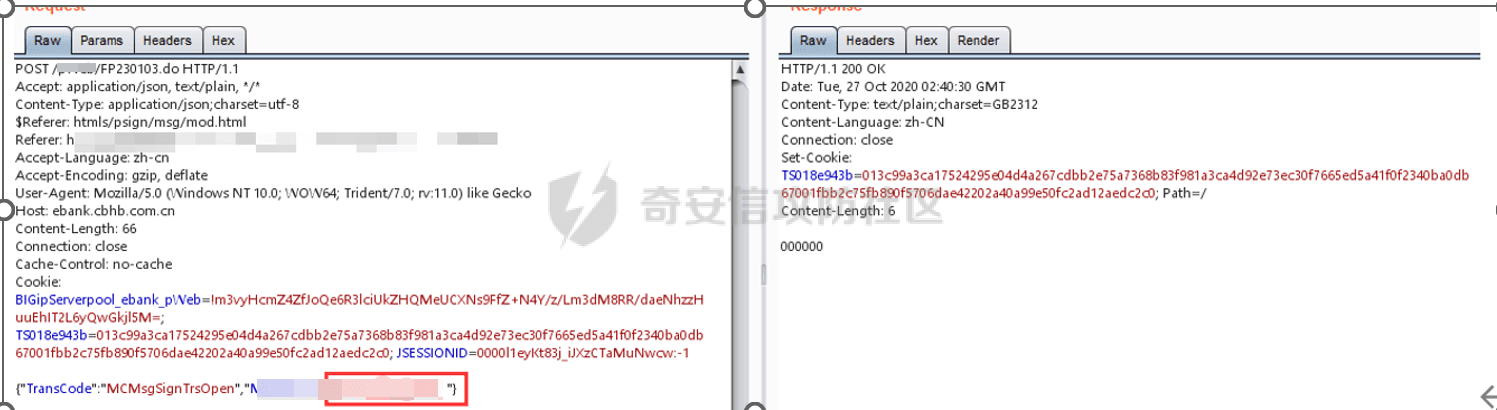 Request
Raw Params Headers Hex
POST /FP230103.do HTTP/1.1
Accept: application/json, text/plain, */*
Content-Type: application/json;charset=utf-8
$Referer: htmls/psign/msg/mod.html
Referer: h
Accept-Language: zh-cn
Accept-Encoding: gzip, deflate
User-Agent: Mozilla/5.0 (Windows NT 10.0; WOW64; Trident/7.0; rv:11.0) like Gecko
Host: ebank.cbhb.com.cn
Content-Length: 66
Connection: close
Cache-Control: no-cache
Cookie:
BIGipServerpool_ebank_pWeb=!m3vyHcmZ4ZfJoQe6R3lciUkZHQMeUCXNs9FfZ+N4Y/z/Lm3dM8RR/daeNhzzH
uuEhIT2L6yQwGkjl5M=;
TS018e943b=013c99a3ca17524295e04d4a267cdbb2e75a7368b83f981a3ca4d92e73ec30f7665ed5a41f0f2340ba0db
67001fbb2c75fb890f5706dae42202a40a99e50fc2ad12aedc2c0; JSESSIONID=0000l1eyKt83j_iJXzCTaMuNwcw:-1
{"TransCode":"MCMsgSignTrsOpen","M "}
Response
Raw Headers Hex Render
HTTP/1.1 200 OK
Date: Tue, 27 Oct 2020 02:40:30 GMT
Content-Type: text/plain;charset=GB2312
Content-Language: zh-CN
Connection: close
Set-Cookie:
TS018e943b=013c99a3ca17524295e04d4a267cdbb2e75a7368b83f981a3ca4d92e73ec30f7665ed5a41f0f2340ba0db
67001fbb2c75fb890f5706dae42202a40a99e50fc2ad12aedc2c0; Path=/
Content-Length: 6
000000
奇安信攻防社区